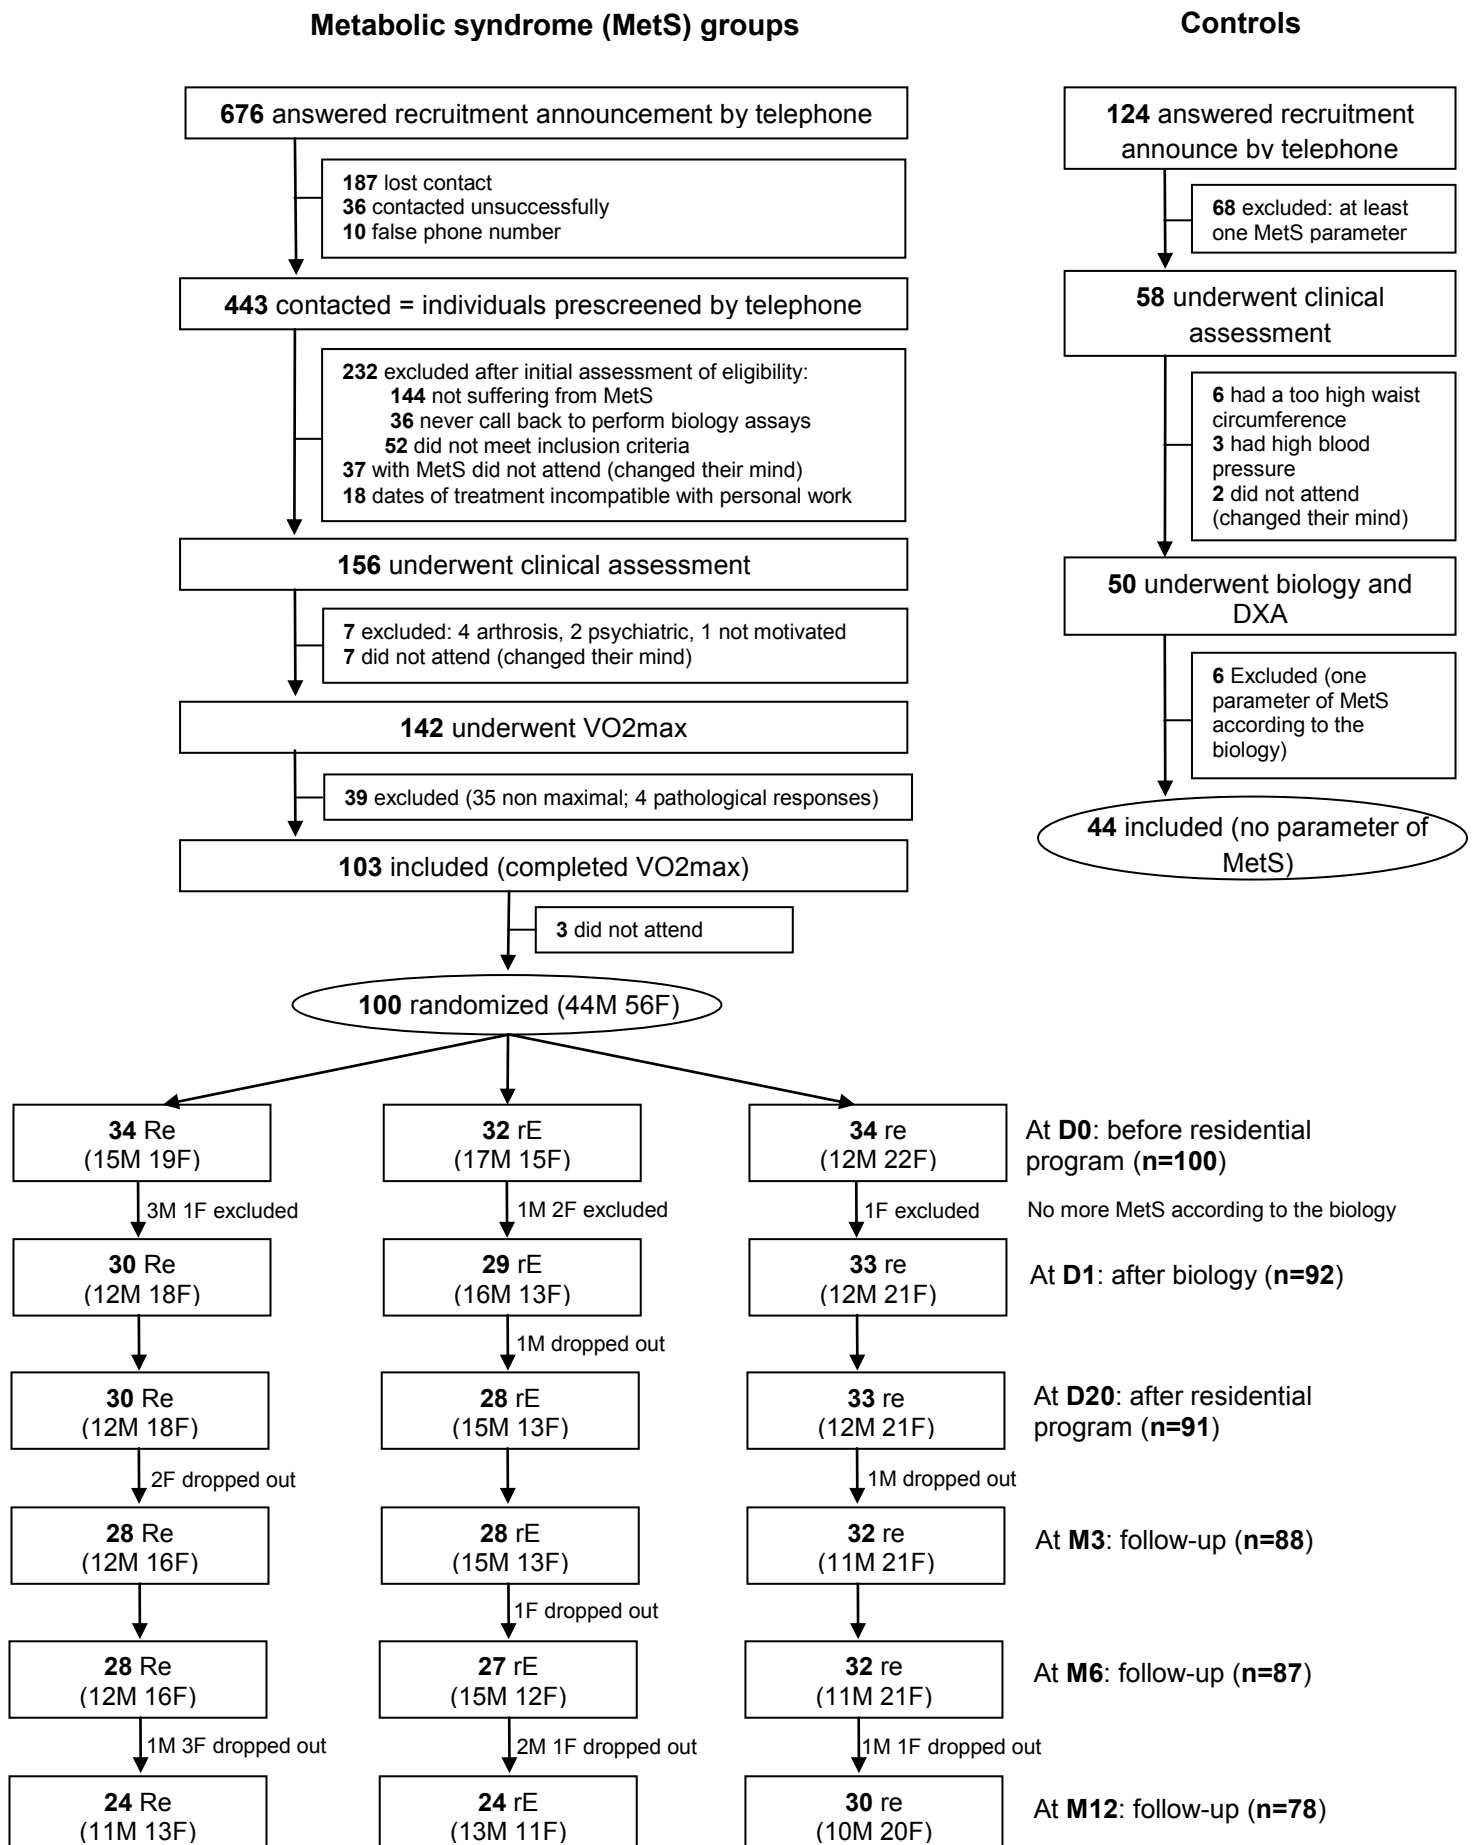 Metabolic syndrome (MetS) groups
676 answered recruitment announcement by telephone
187 lost contact
36 contacted unsuccessfully
10 false phone number
443 contacted = individuals prescreened by telephone
232 excluded after initial assessment of eligibility:
144 not suffering from MetS
36 never call back to perform biology assays
52 did not meet inclusion criteria
37 with MetS did not attend (changed their mind)
18 dates of treatment incompatible with personal work
156 underwent clinical assessment
7 excluded: 4 arthrosis, 2 psychiatric, 1 not motivated
7 did not attend (changed their mind)
142 underwent VO2max
39 excluded (35 non maximal; 4 pathological responses)
103 included (completed VO2max)
3 did not attend
100 randomized (44M 56F)
Controls
124 answered recruitment
announce by telephone
68 excluded: at least
one MetS parameter
58 underwent clinical
assessment
6 had a too high waist
circumference
3 had high blood
pressure
2 did not attend
(changed their mind)
50 underwent biology and
DXA
6 Excluded (one
parameter of MetS
according to the
biology)
44 included (no parameter of
MetS)
34 Re
(15M 19F)
32 rE
(17M 15F)
34 re
(12M 22F)
At D0: before residential
program (n=100)
3M 1F excluded
1M 2F excluded
1F excluded
No more MetS according to the biology
30 Re
(12M 18F)
29 rE
(16M 13F)
33 re
(12M 21F)
At D1: after biology (n=92)
1M dropped out
30 Re
(12M 18F)
28 rE
(15M 13F)
33 re
(12M 21F)
At D20: after residential
program (n=91)
2F dropped out
1M dropped out
28 Re
(12M 16F)
28 rE
(15M 13F)
32 re
(11M 21F)
At M3: follow-up (n=88)
1F dropped out
28 Re
(12M 16F)
27 rE
(15M 12F)
32 re
(11M 21F)
At M6: follow-up (n=87)
1M 3F dropped out
2M 1F dropped out
1M 1F dropped out
24 Re
(11M 13F)
24 rE
(13M 11F)
30 re
(10M 20F)
At M12: follow-up (n=78)